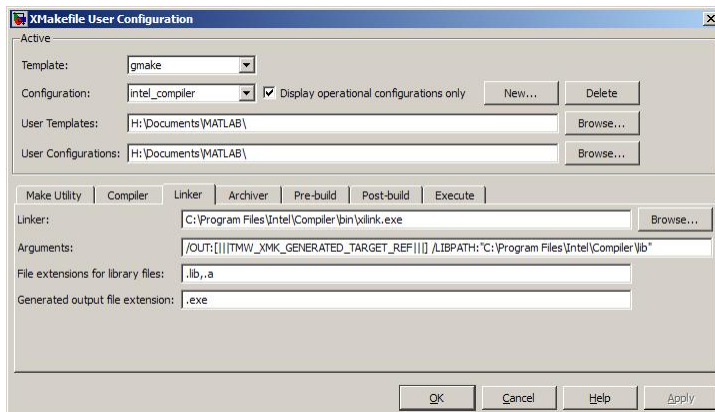 XMakefile User Configuration
Active
Template: gmake
Configuration: intel_compiler Display operational configurations only New... Delete
User Templates: H:\Documents\MATLAB\ Browse...
User Configurations: H:\Documents\MATLAB\ Browse...
Make Utility Compiler Linker Archiver Pre-build Post-build Execute
Linker: C:\Program Files\Intel\Compiler\bin\xilink.exe Browse...
Arguments: /OUT:[|||TMW_XMK_GENERATED_TARGET_REF|||] /LIBPATH:"C:\Program Files\Intel\Compiler\lib"
File extensions for library files: .lib,.a
Generated output file extension: .exe
OK Cancel Help Apply